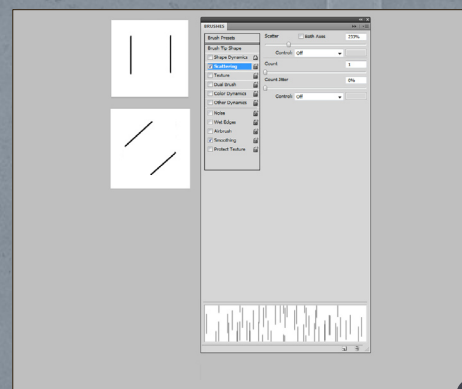 BRUSHES
Brush Presets
Brush Tip Shape
Shape Dynamics
Scattering
Texture
Dual Brush
Color Dynamics
Other Dynamics
Noise
Wet Edges
Airbrush
Smoothing
Protect Texture
Scatter
Both Axes
Control: Off
Count
1
Count Jitter
0%
Control: Off